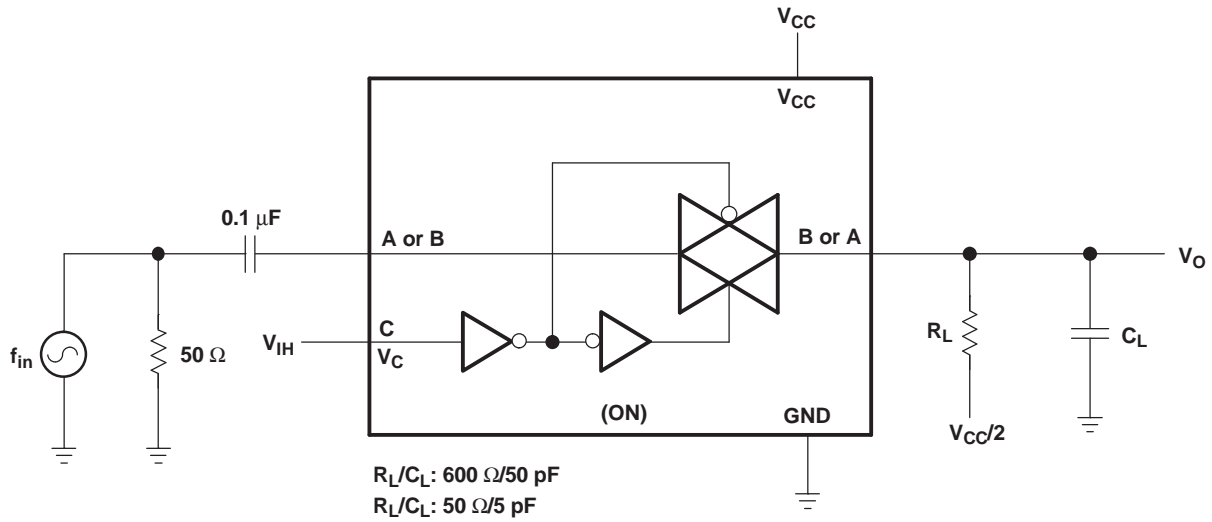 VCC
VCC
0.1 μF
A or B
B or A
VO
fin
50 Ω
VIH
C
VC
RL
CL
(ON)
GND
VCC/2
RL/CL: 600 Ω/50 pF
RL/CL: 50 Ω/5 pF